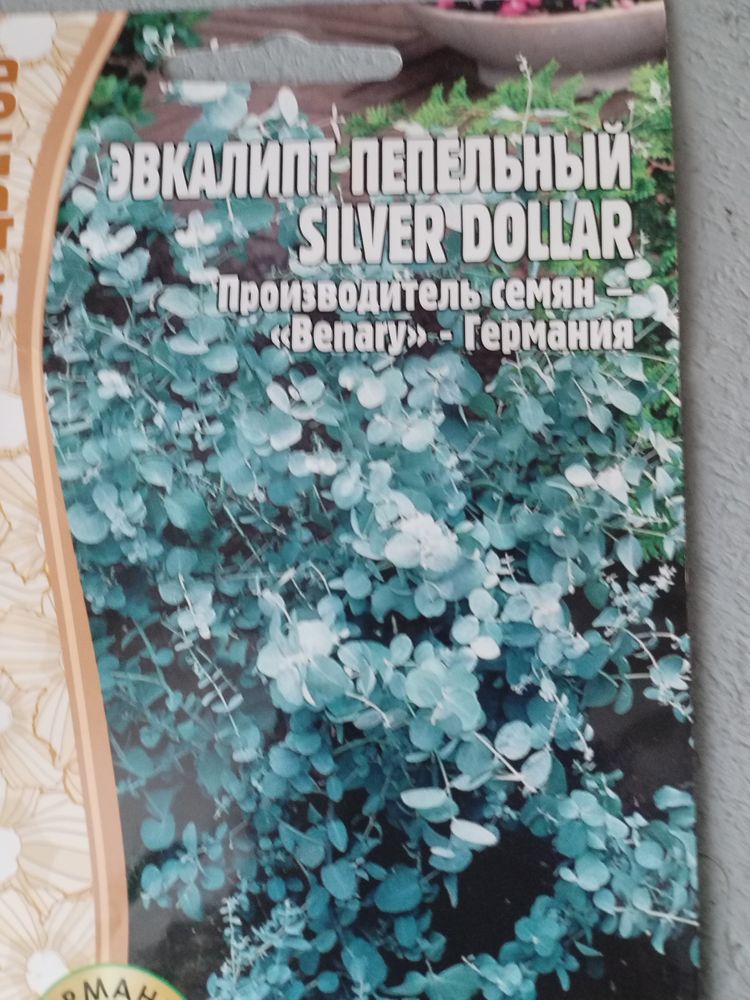 ЭВКАЛИПТ ПЕПЕЛЬНЫЙ
SILVER DOLLAR
Производитель семян –
«Benary» - Германия